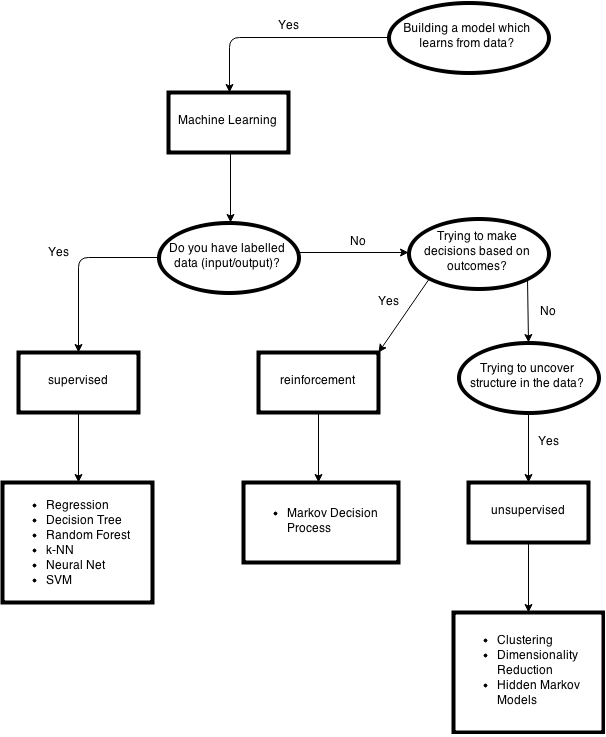 Yes
Building a model which
learns from data?
Machine Learning
Yes
Do you have labelled
data (input/output)?
No
Trying to make
decisions based on
outcomes?
Yes
No
supervised
reinforcement
Trying to uncover
structure in the data?
Yes
• Regression
• Decision Tree
• Random Forest
• k-NN
• Neural Net
• SVM
• Markov Decision
Process
unsupervised
• Clustering
• Dimensionality
Reduction
• Hidden Markov
Models